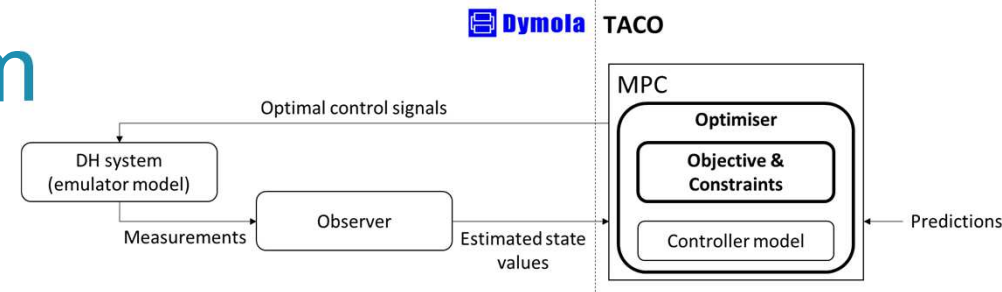 Dymola
TACO
m
MPC
Optimal control signals
Optimiser
DH system
(emulator model)
Objective &
Constraints
Observer
Measurements
Estimated state
values
Controller model
Predictions